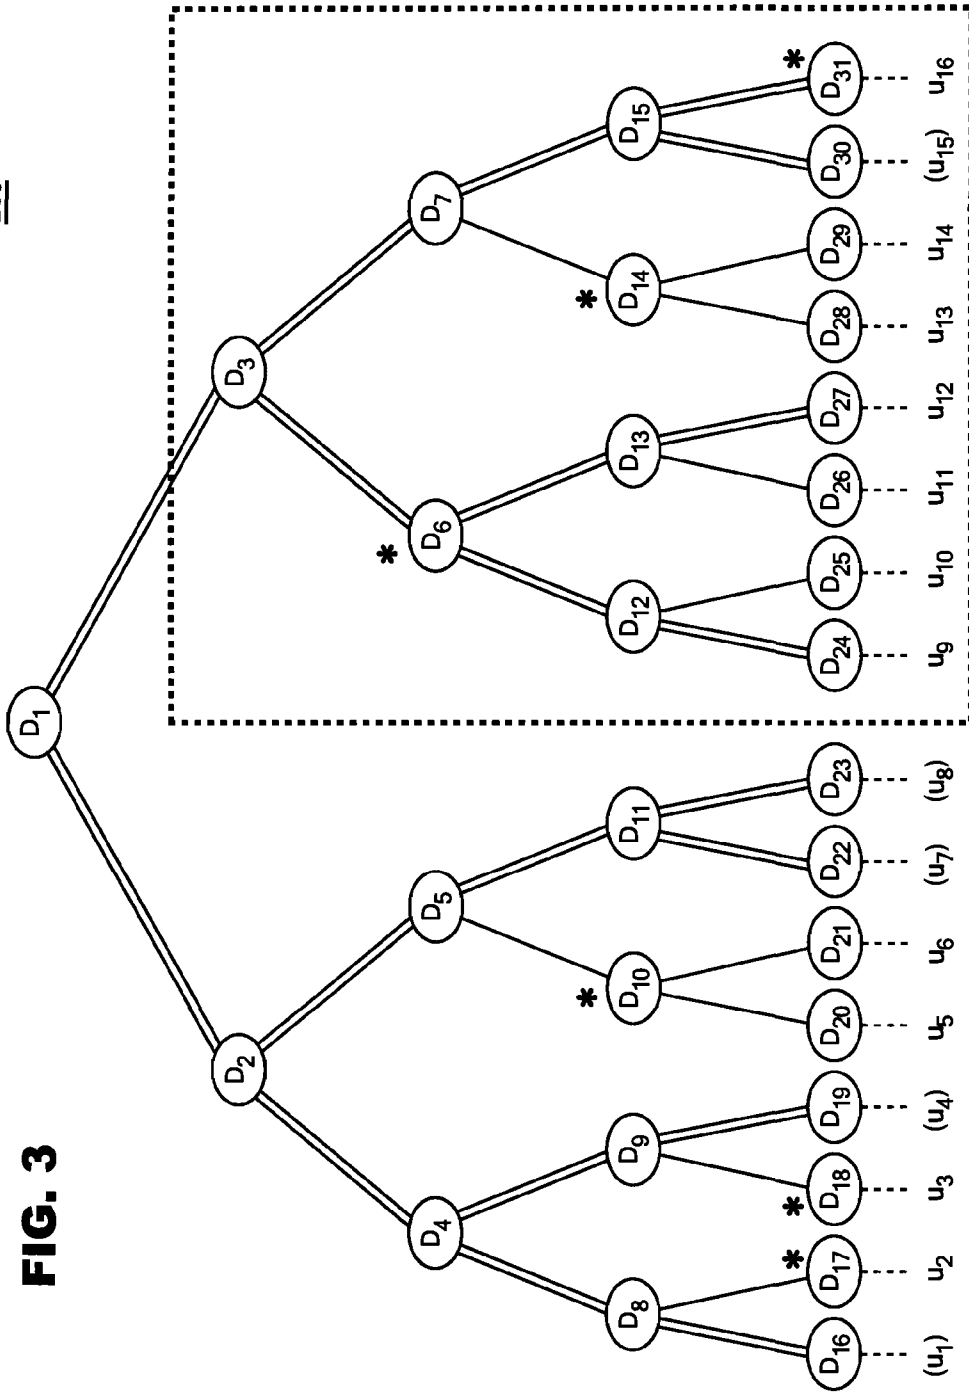 FIG. 3
D1
D2
D3
D4
D5
D6
D7
D8
D9
D10
D11
D12
D13
D14
D15
D16
D17
D18
D19
D20
D21
D22
D23
D24
D25
D26
D27
D28
D29
D30
D31
*
*
*
*
*
*
(u1) u2 u3 (u4) u5 u6 (u7) (u8) u9 u10 u11 u12 u13 u14 (u15) u16